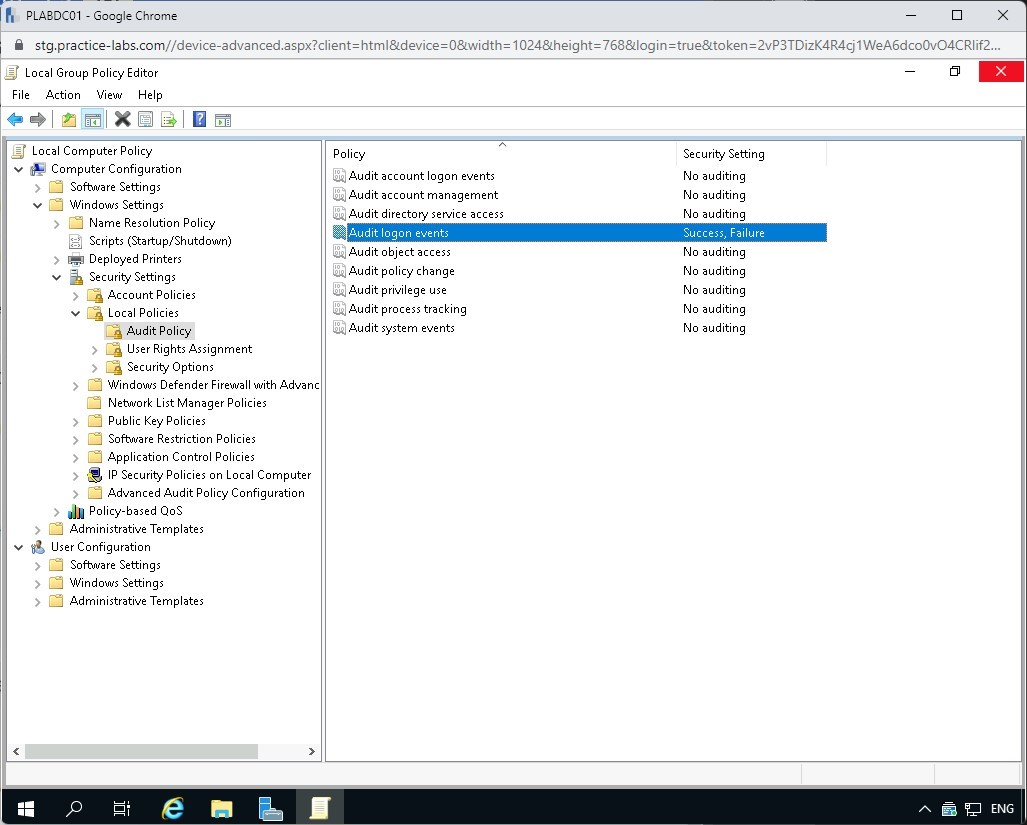 PLABDC01 - Google Chrome
stg.practice-labs.com//device-advanced.aspx?client=html&device=0&width=1024&height=768&login=true&token=2vP3TDizK4R4cj1WeA6dco0vO4CRlif2...
Local Group Policy Editor
File Action View Help
Local Computer Policy
Computer Configuration
Software Settings
Windows Settings
Name Resolution Policy
Scripts (Startup/Shutdown)
Deployed Printers
Security Settings
Account Policies
Local Policies
Audit Policy
User Rights Assignment
Security Options
Windows Defender Firewall with Advanc
Network List Manager Policies
Public Key Policies
Software Restriction Policies
Application Control Policies
IP Security Policies on Local Computer
Advanced Audit Policy Configuration
Policy-based QoS
Administrative Templates
User Configuration
Software Settings
Windows Settings
Administrative Templates
Policy Security Setting
Audit account logon events No auditing
Audit account management No auditing
Audit directory service access No auditing
Audit logon events Success, Failure
Audit object access No auditing
Audit policy change No auditing
Audit privilege use No auditing
Audit process tracking No auditing
Audit system events No auditing
ENG